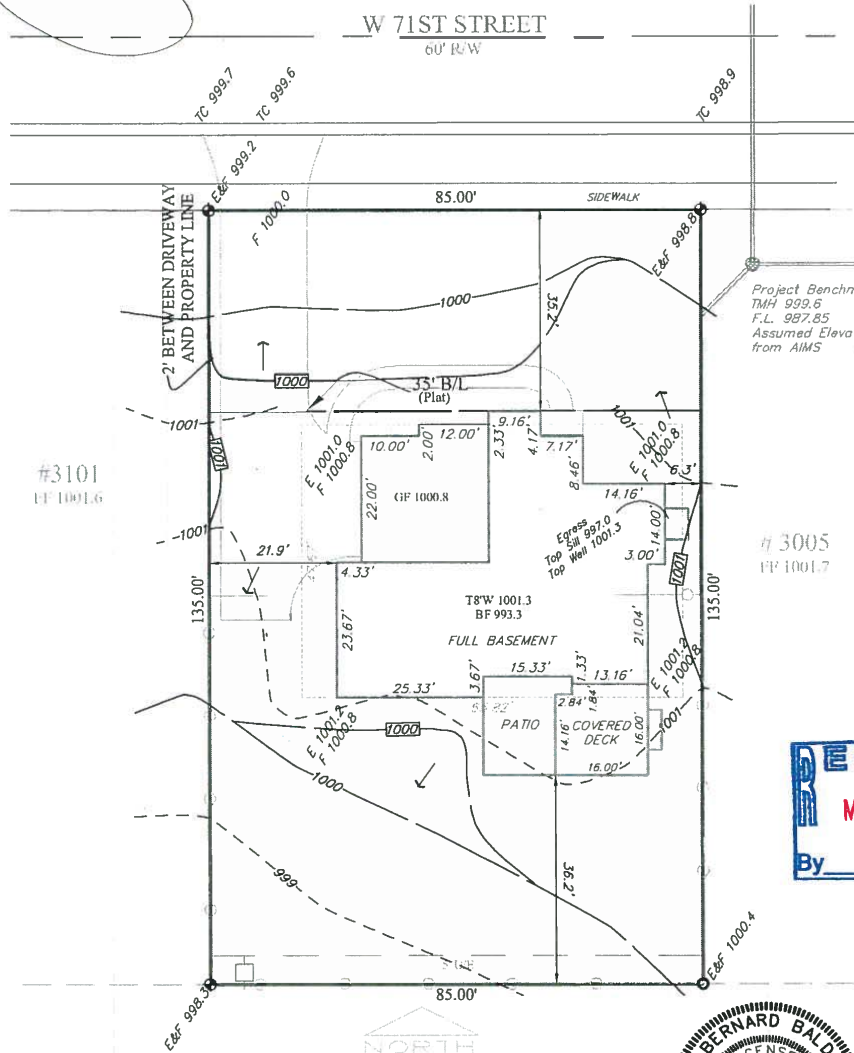 W 71ST STREET
60' R/W
TC 999.7
TC 999.6
TC 998.9
E&F 999.2
F 1000.0
85.00'
SIDEWALK
E&F 998.8
2' BETWEEN DRIVEWAY
AND PROPERTY LINE
Project Benchm
TMH 999.6
F.L. 987.85
Assumed Eleva
from AIMS
1000
35.2'
1000
35' B/L
(Plat)
1001
1001
1001
9.16'
12.00'
10.00'
2.00'
2.33'
4.17'
7.17'
8.46'
E 1001.0
F 1000.8
E 1001.0
F 1000.8
6.3'
#3101
FF 1001.6
GF 1000.8
22.00'
14.16'
14.00'
Egress
Top Sill 997.0
Top Well 1001.3
1001
21.9'
4.33'
3.00'
1001
# 3005
FF 1001.7
135.00'
135.00'
T8'W 1001.3
BF 993.3
FULL BASEMENT
23.67'
21.04'
15.33'
1.33'
13.16'
3.67'
25.33'
2.84'
1.84'
E 1001.2
F 1000.8
E 1001.2
F 1000.8
1001
1000
PATIO
14.16'
COVERED
DECK
16.00'
16.00'
1000
36.2'
999
By
E&F 1000.4
E&F 998.3
85.00'
NORTH
BERNARD BALD